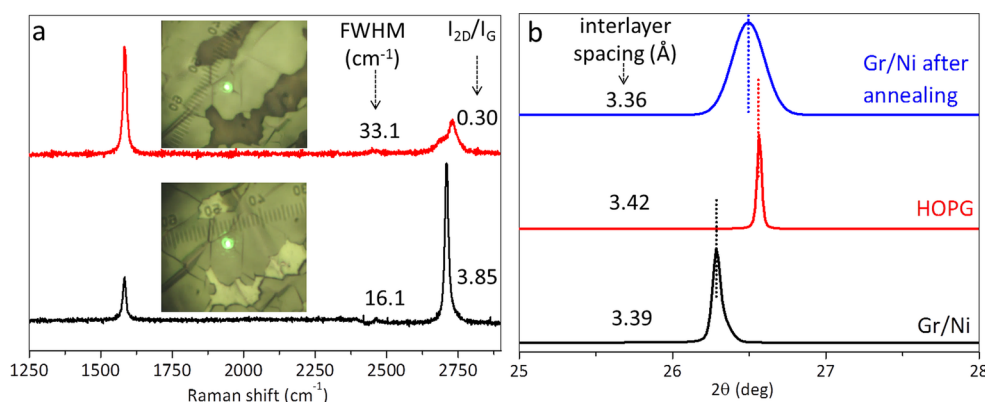 a
FWHM
(cm⁻¹)
I₂D/I_G
33.1
0.30
16.1
3.85
1250 1500 1750 2000 2250 2500 2750
Raman shift (cm⁻¹)
b
interlayer
spacing (Å)
3.36
Gr/Ni after
annealing
3.42
HOPG
3.39
Gr/Ni
25 26 27 28
2θ (deg)